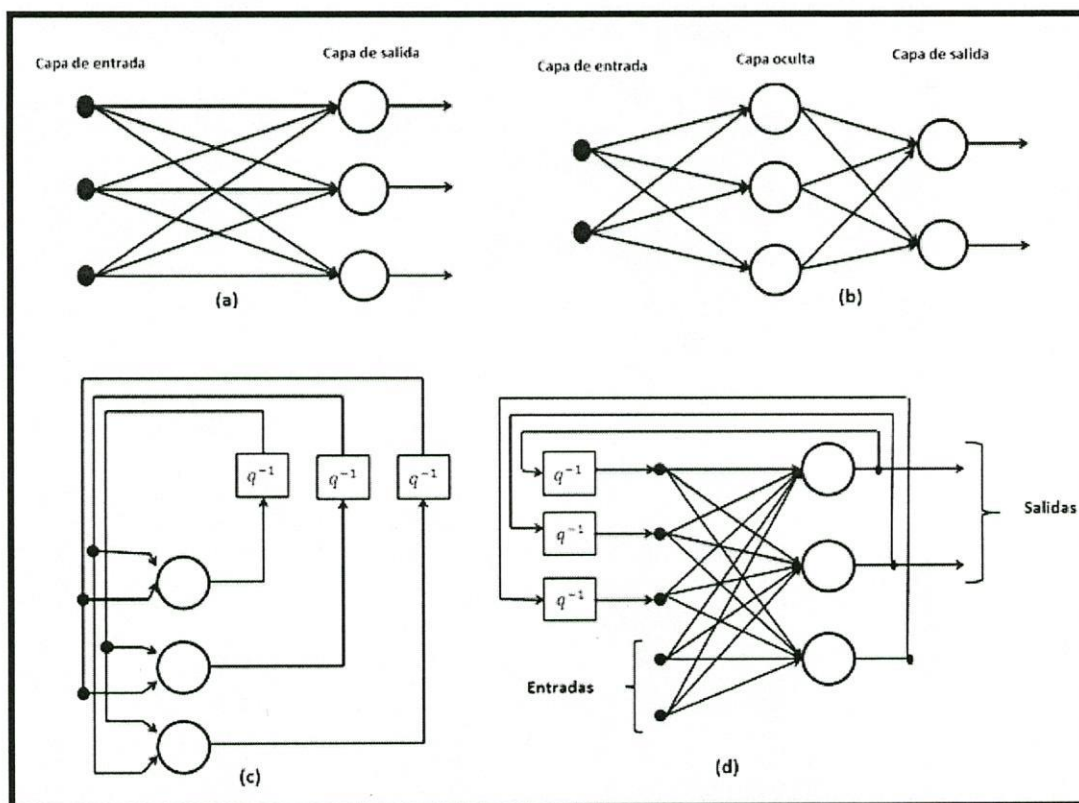 Capa de entrada
Capa de salida
(a)
Capa de entrada
Capa oculta
Capa de salida
(b)
q⁻¹
q⁻¹
q⁻¹
(c)
q⁻¹
q⁻¹
q⁻¹
Entradas
Salidas
(d)